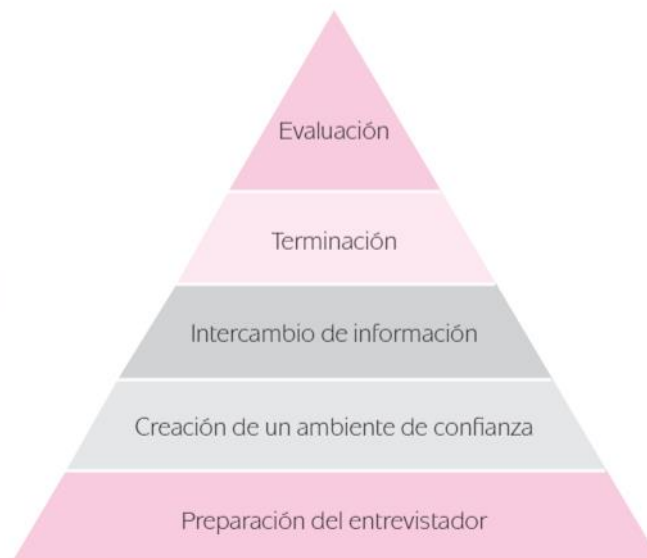 Evaluación
Terminación
Intercambio de información
Creación de un ambiente de confianza
Preparación del entrevistador